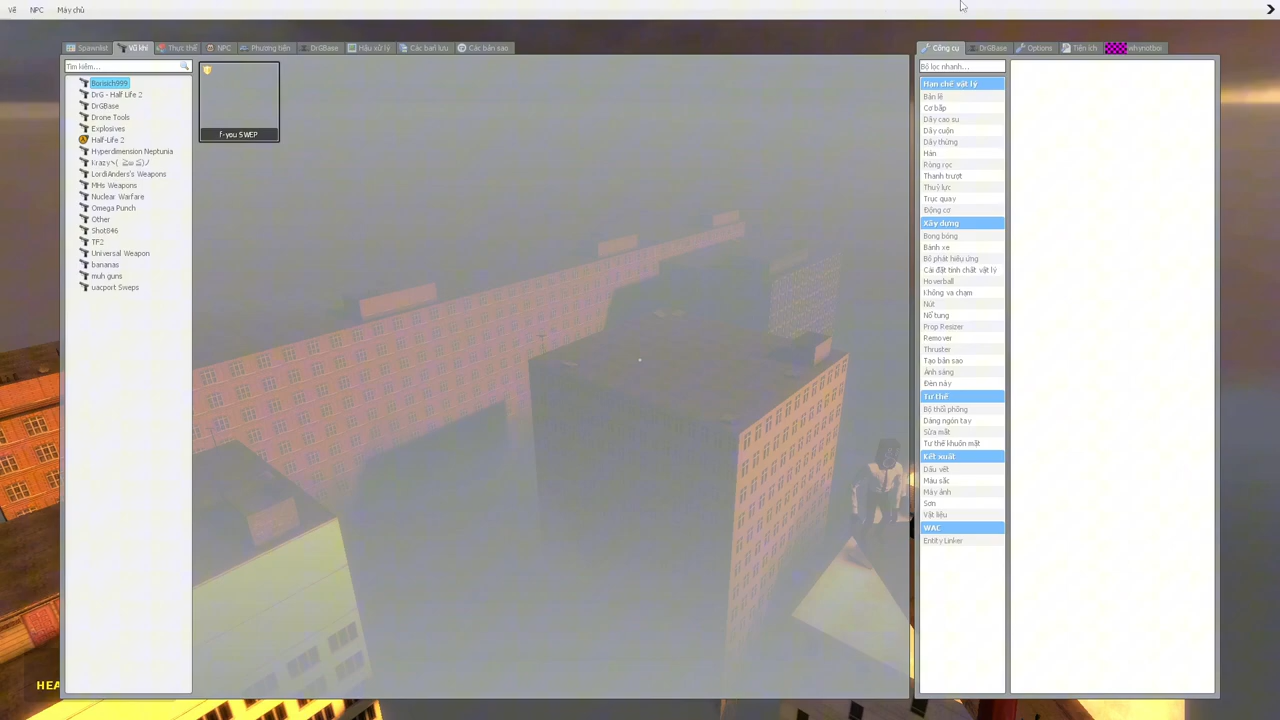 Vẽ NPC Máy chủ
Spawnlist Vũ khí Thực thể NPC Phương tiện DrGBase Hậu xử lý Các bản lưu Các bản sao
Công cụ DrGBase Options Tiện ích whynotboi
Tìm kiếm...
Borisich999
DrG - Half Life 2
DrGBase
Drone Tools
Explosives
Half-Life 2
Hyperdimension Neptunia
LordiAnders's Weapons
MHs Weapons
Nuclear Warfare
Omega Punch
Other
Shot846
TF2
Universal Weapon
bananas
muh guns
uacport Sweps
f-you SWEP
HEA
Bộ lọc nhanh...
Hạn chế vật lý
Bản lề
Cơ bắp
Dây cao su
Dây cuộn
Dây thừng
Hàn
Ròng rọc
Thanh trượt
Thuỷ lực
Trục quay
Động cơ
Xây dựng
Bong bóng
Bánh xe
Bộ phát hiệu ứng
Cài đặt tính chất vật lý
Hoverball
Không va chạm
Nút
Nổ tung
Prop Resizer
Remover
Thruster
Tạo bản sao
Ánh sáng
Đèn nảy
Tư thế
Bộ thổi phồng
Dáng ngón tay
Sửa mắt
Tư thế khuôn mặt
Kết xuất
Dấu vết
Màu sắc
Máy ảnh
Sơn
Vật liệu
WAC
Entity Linker